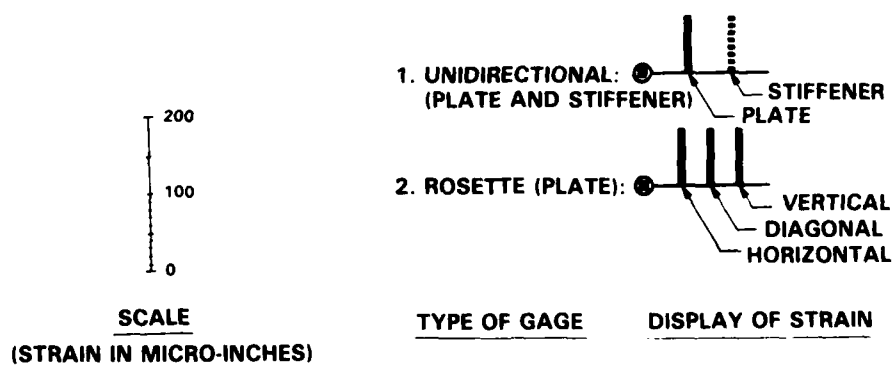 200
100
0
SCALE
(STRAIN IN MICRO-INCHES)
1. UNIDIRECTIONAL:
(PLATE AND STIFFENER)
STIFFENER
PLATE
2. ROSETTE (PLATE):
VERTICAL
DIAGONAL
HORIZONTAL
TYPE OF GAGE
DISPLAY OF STRAIN